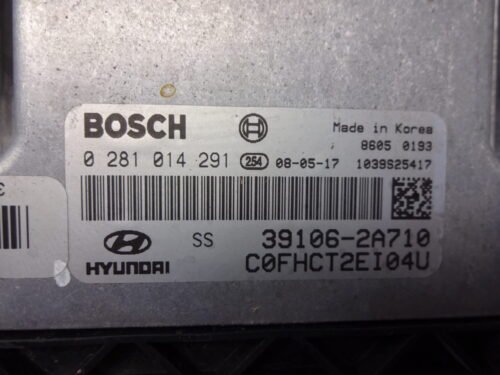 BOSCH
Made in Korea
8605 0193
0 281 014 291 254 08-05-17 1039S25417
HYUNDAI SS 39106-2A710
C0FHCT2EI04U
3